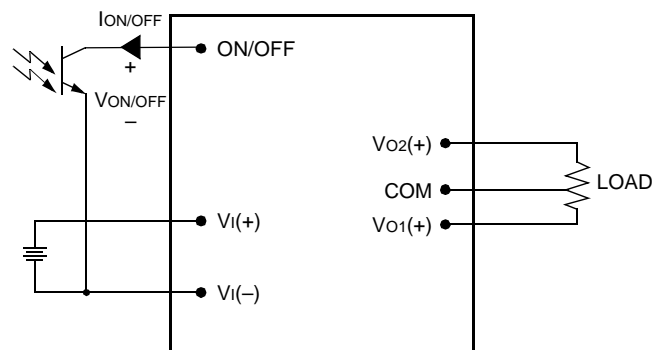 ION/OFF
ON/OFF
+
VON/OFF
–
VO2(+)
COM
LOAD
VO1(+)
VI(+)
VI(–)